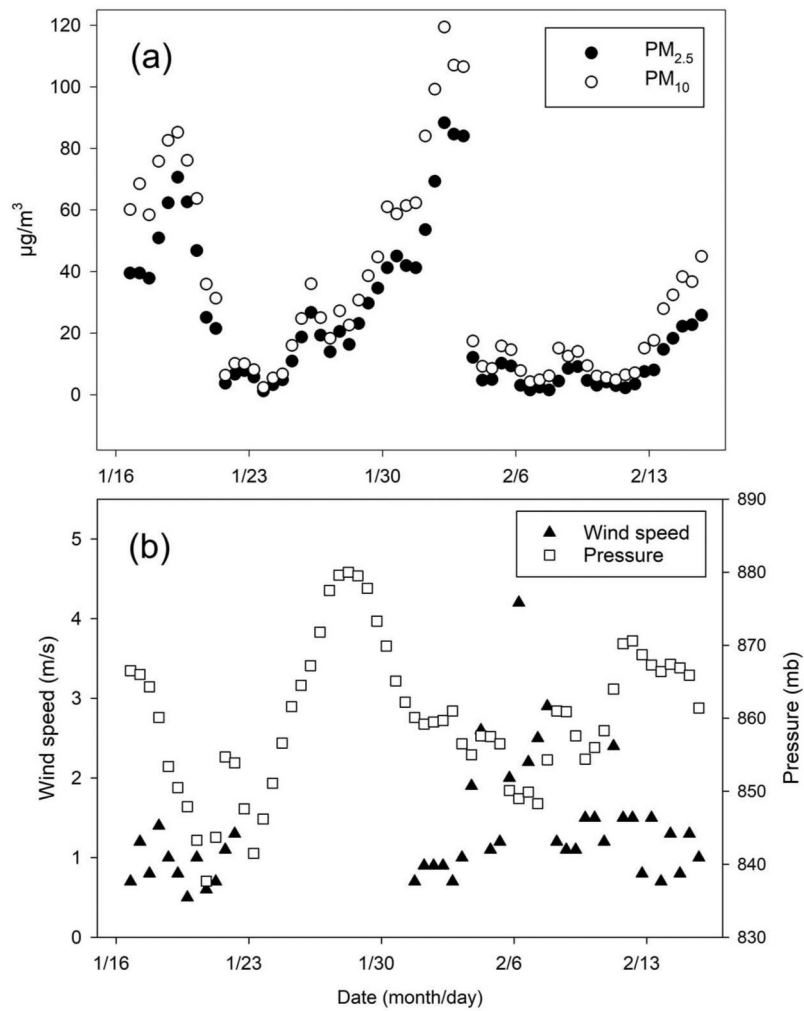 (a)
PM2.5
PM10
µg/m3
120
100
80
60
40
20
0
1/16 1/23 1/30 2/6 2/13
(b)
Wind speed
Pressure
Wind speed (m/s)
5
4
3
2
1
0
Pressure (mb)
890
880
870
860
850
840
830
1/16 1/23 1/30 2/6 2/13
Date (month/day)